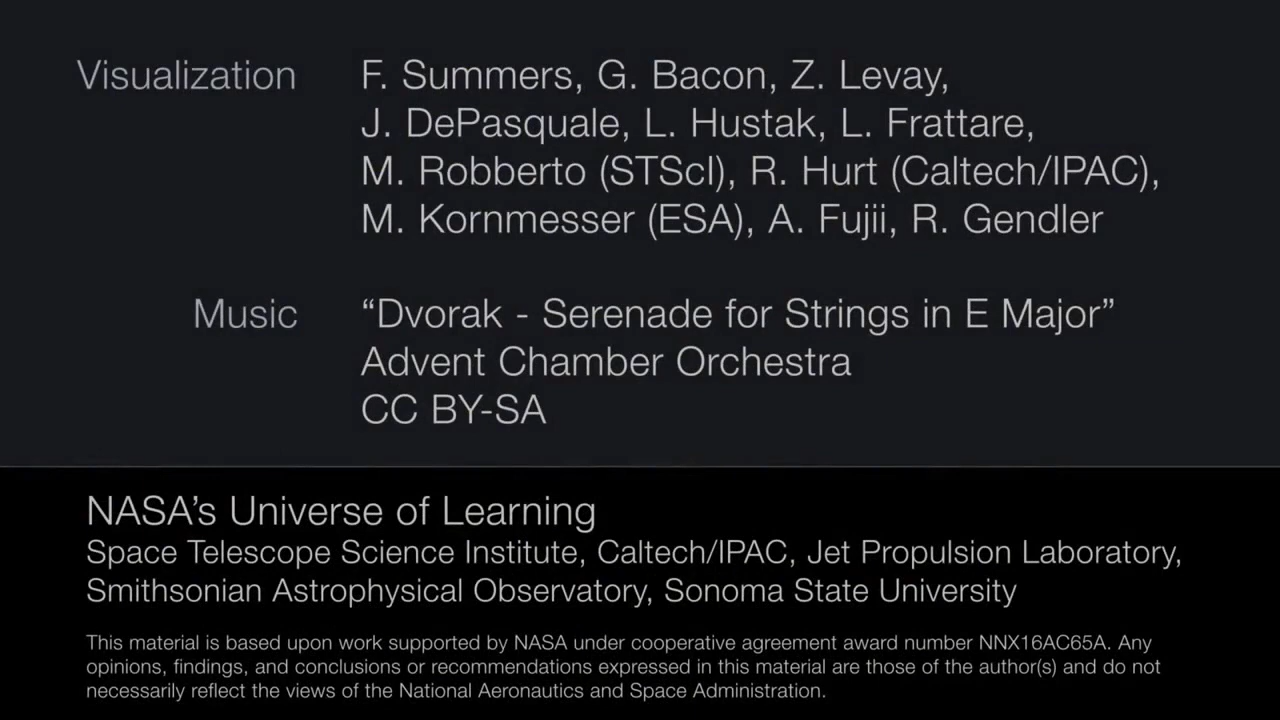 Visualization
F. Summers, G. Bacon, Z. Levay,
J. DePasquale, L. Hustak, L. Frattare,
M. Robberto (STScI), R. Hurt (Caltech/IPAC),
M. Kornmesser (ESA), A. Fujii, R. Gendler
Music
“Dvorak - Serenade for Strings in E Major”
Advent Chamber Orchestra
CC BY-SA
NASA’s Universe of Learning
Space Telescope Science Institute, Caltech/IPAC, Jet Propulsion Laboratory,
Smithsonian Astrophysical Observatory, Sonoma State University
This material is based upon work supported by NASA under cooperative agreement award number NNX16AC65A. Any
opinions, findings, and conclusions or recommendations expressed in this material are those of the author(s) and do not
necessarily reflect the views of the National Aeronautics and Space Administration.